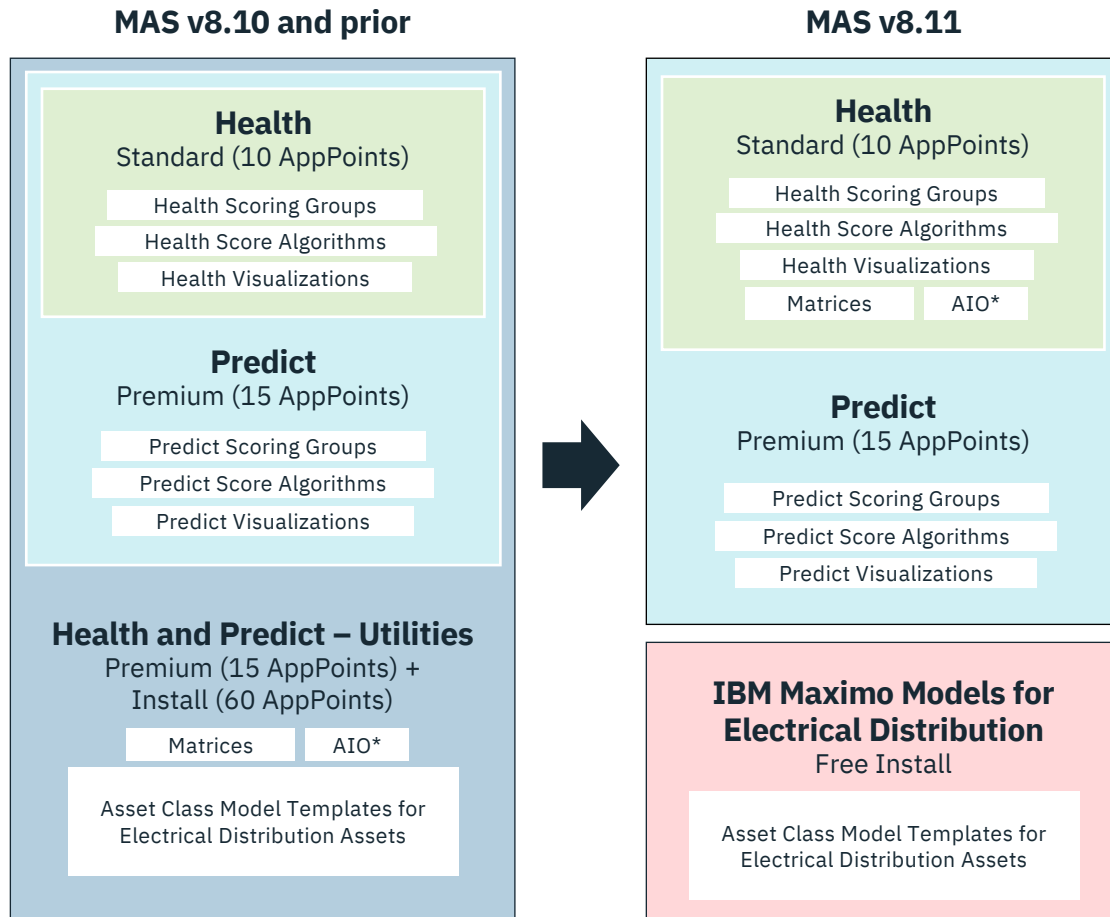 MAS v8.10 and prior
Health
Standard (10 AppPoints)
Health Scoring Groups
Health Score Algorithms
Health Visualizations
Predict
Premium (15 AppPoints)
Predict Scoring Groups
Predict Score Algorithms
Predict Visualizations
Health and Predict – Utilities
Premium (15 AppPoints) +
Install (60 AppPoints)
Matrices
AIO*
Asset Class Model Templates for
Electrical Distribution Assets
MAS v8.11
Health
Standard (10 AppPoints)
Health Scoring Groups
Health Score Algorithms
Health Visualizations
Matrices
AIO*
Predict
Premium (15 AppPoints)
Predict Scoring Groups
Predict Score Algorithms
Predict Visualizations
IBM Maximo Models for
Electrical Distribution
Free Install
Asset Class Model Templates for
Electrical Distribution Assets